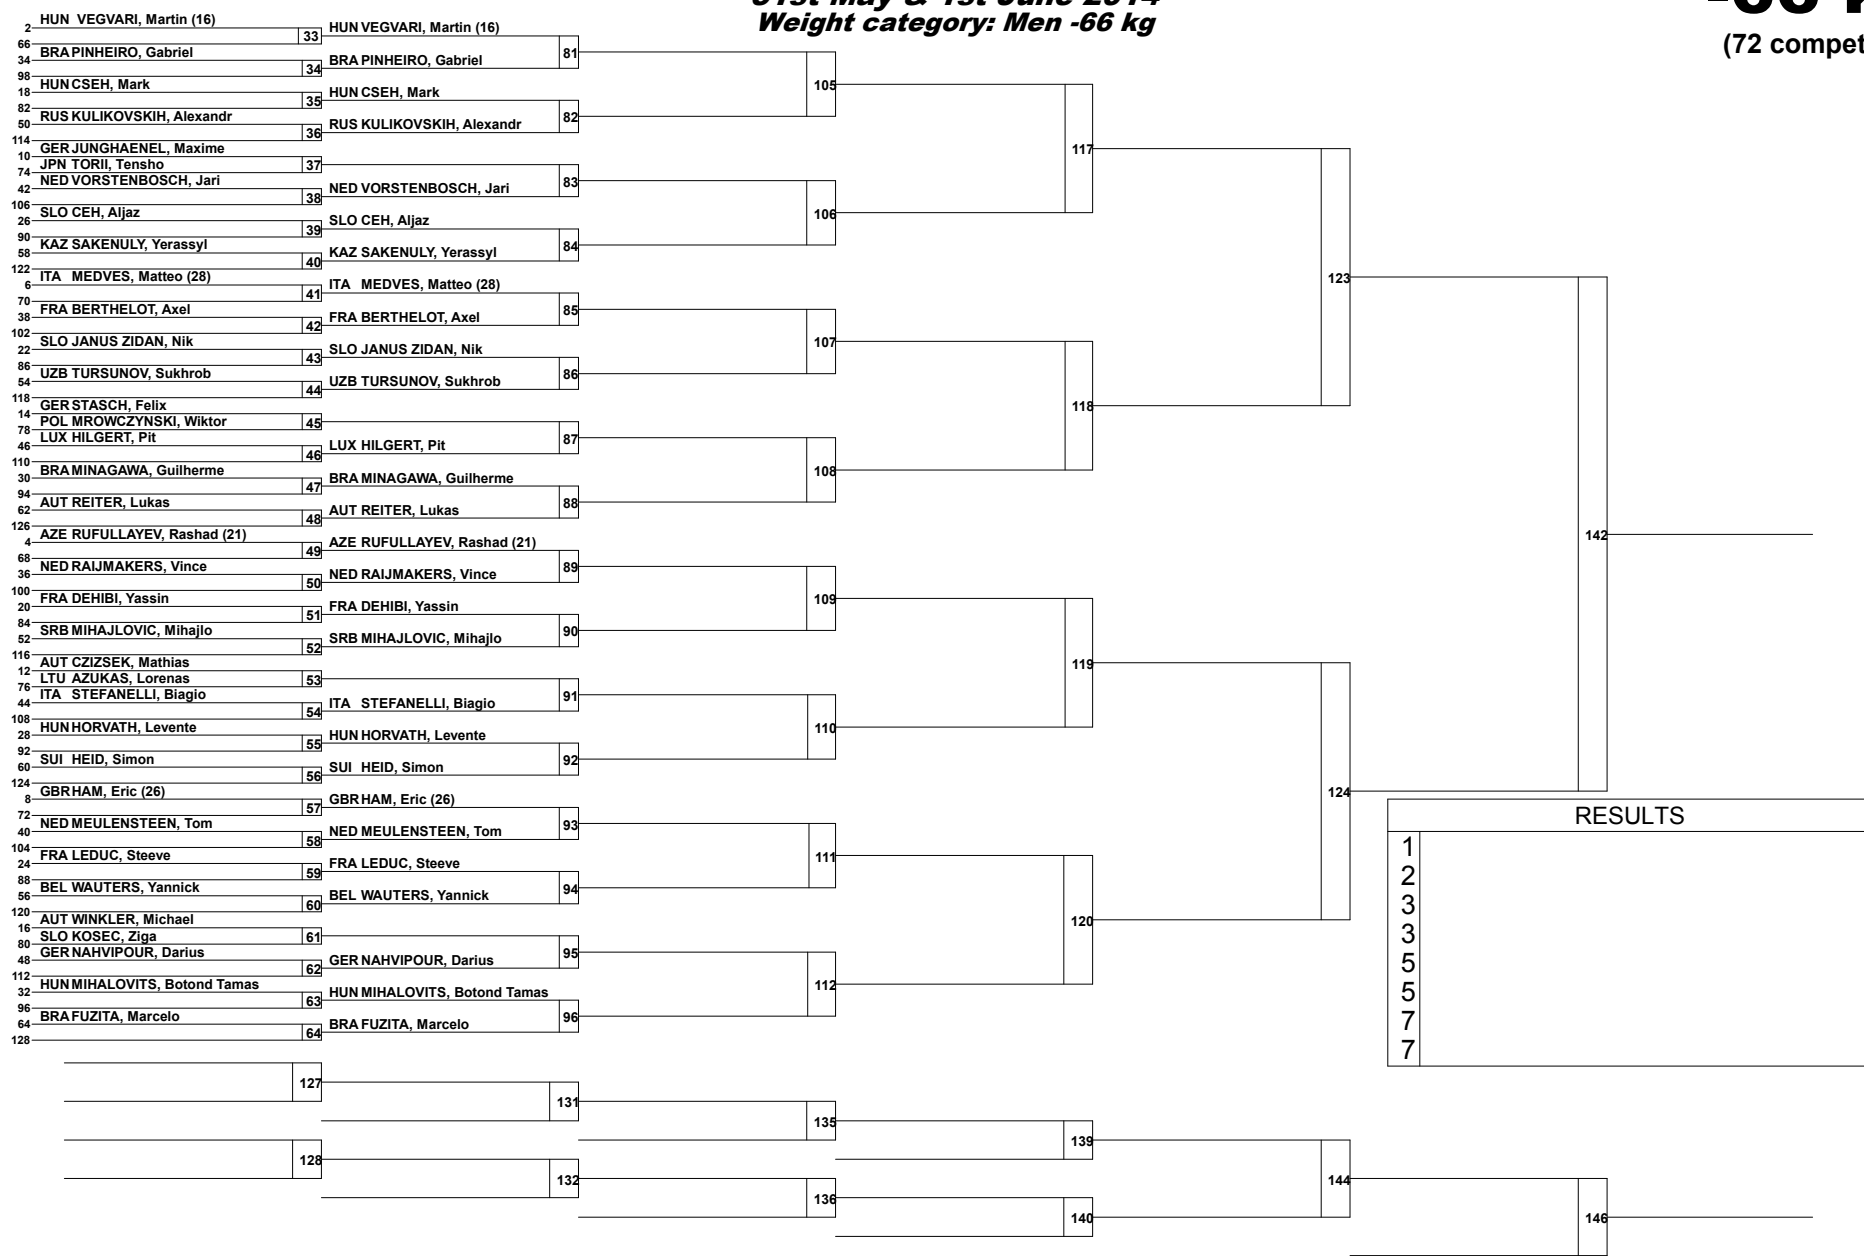 31st May & 1st June 2014
Weight category: Men -66 kg
(72 compet
2
HUN VEGVARI, Martin (16)
66
33
34
BRA PINHEIRO, Gabriel
98
34
18
HUN CSEH, Mark
82
35
50
RUS KULIKOVSKIH, Alexandr
114
36
10
GER JUNGHAENEL, Maxime
74
JPN TORII, Tensho
37
42
NED VORSTENBOSCH, Jari
106
38
26
SLO CEH, Aljaz
90
39
58
KAZ SAKENULY, Yerassyl
122
40
6
ITA MEDVES, Matteo (28)
70
41
38
FRA BERTHELOT, Axel
102
42
22
SLO JANUS ZIDAN, Nik
86
43
54
UZB TURSUNOV, Sukhrob
118
44
14
GER STASCH, Felix
78
POL MROWCZYNSKI, Wiktor
45
46
LUX HILGERT, Pit
110
46
30
BRA MINAGAWA, Guilherme
94
47
62
AUT REITER, Lukas
126
48
4
AZE RUFULLAYEV, Rashad (21)
68
49
36
NED RAIJMAKERS, Vince
100
50
20
FRA DEHIBI, Yassin
84
51
52
SRB MIHAJLOVIC, Mihajlo
116
52
12
AUT CZIZSEK, Mathias
76
LTU AZUKAS, Lorenas
53
44
ITA STEFANELLI, Biagio
108
54
28
HUN HORVATH, Levente
92
55
60
SUI HEID, Simon
124
56
8
GBR HAM, Eric (26)
72
57
40
NED MEULENSTEEN, Tom
104
58
24
FRA LEDUC, Steeve
88
59
56
BEL WAUTERS, Yannick
120
60
16
AUT WINKLER, Michael
80
SLO KOSEC, Ziga
61
48
GER NAHVIPOUR, Darius
112
62
32
HUN MIHALOVITS, Botond Tamas
96
63
64
BRA FUZITA, Marcelo
128
64
HUN VEGVARI, Martin (16)
BRA PINHEIRO, Gabriel
81
HUN CSEH, Mark
RUS KULIKOVSKIH, Alexandr
82
NED VORSTENBOSCH, Jari
83
SLO CEH, Aljaz
KAZ SAKENULY, Yerassyl
84
ITA MEDVES, Matteo (28)
FRA BERTHELOT, Axel
85
SLO JANUS ZIDAN, Nik
UZB TURSUNOV, Sukhrob
86
LUX HILGERT, Pit
87
BRA MINAGAWA, Guilherme
AUT REITER, Lukas
88
AZE RUFULLAYEV, Rashad (21)
NED RAIJMAKERS, Vince
89
FRA DEHIBI, Yassin
SRB MIHAJLOVIC, Mihajlo
90
ITA STEFANELLI, Biagio
91
HUN HORVATH, Levente
SUI HEID, Simon
92
GBR HAM, Eric (26)
NED MEULENSTEEN, Tom
93
FRA LEDUC, Steeve
BEL WAUTERS, Yannick
94
GER NAHVIPOUR, Darius
95
HUN MIHALOVITS, Botond Tamas
BRA FUZITA, Marcelo
96
105
106
107
108
109
110
111
112
117
118
119
120
123
124
142
RESULTS
1
2
3
3
5
5
7
7
127
128
131
132
135
136
139
140
144
146